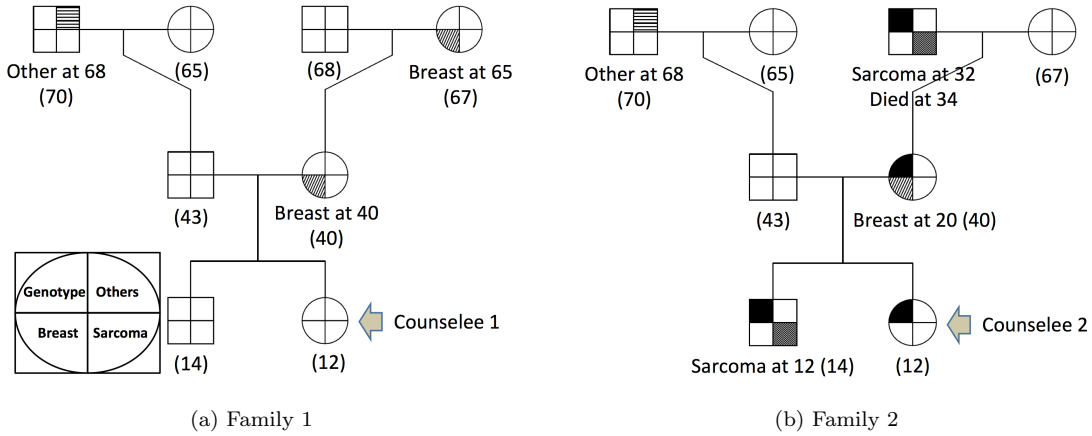 Other at 68
(70)
(65)
(68)
Breast at 65
(67)
(43)
Breast at 40
(40)
Genotype
Others
Breast
Sarcoma
(14)
(12)
Counselee 1
(a) Family 1
Other at 68
(70)
(65)
Sarcoma at 32
Died at 34
(67)
(43)
Breast at 20 (40)
Sarcoma at 12 (14)
(12)
Counselee 2
(b) Family 2